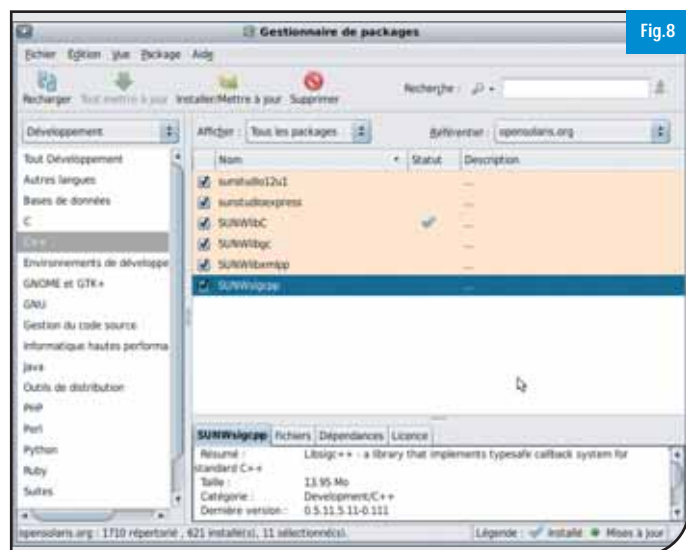 Fig.8
Gestionnaire de packages
Fichier Edition Vue Package Aide
Recharger Tout mettre à jour Installer/Mettre à jour Supprimer
Recherche :
Développement
Afficher : Tous les packages
Référentiel : opensolaris.org
Tout Développement
Autres langues
Bases de données
C
C++
Environnements de développe
GNOME et GTK+
GNU
Gestion du code source
Informatique hautes performa
Java
Outils de distribution
PHP
Perl
Python
Ruby
Suites
Nom Statut Description
sunstudio12u1 ...
sunstudioexpress ...
SUNWlibC ...
SUNWlibgc ...
SUNWlibxmlpp ...
SUNWsigcpp ...
SUNWsigcpp Fichiers Dépendances Licence
Résumé : Libsigc++ - a library that implements typesafe callback system for
standard C++
Taille : 13.95 Mo
Catégorie : Development/C++
Dernière version : 0.5.11,5.11-0.111
opensolaris.org : 1710 répertorié , 621 installé(s), 11 sélectionné(s).
Légende : Installé Mises à jour